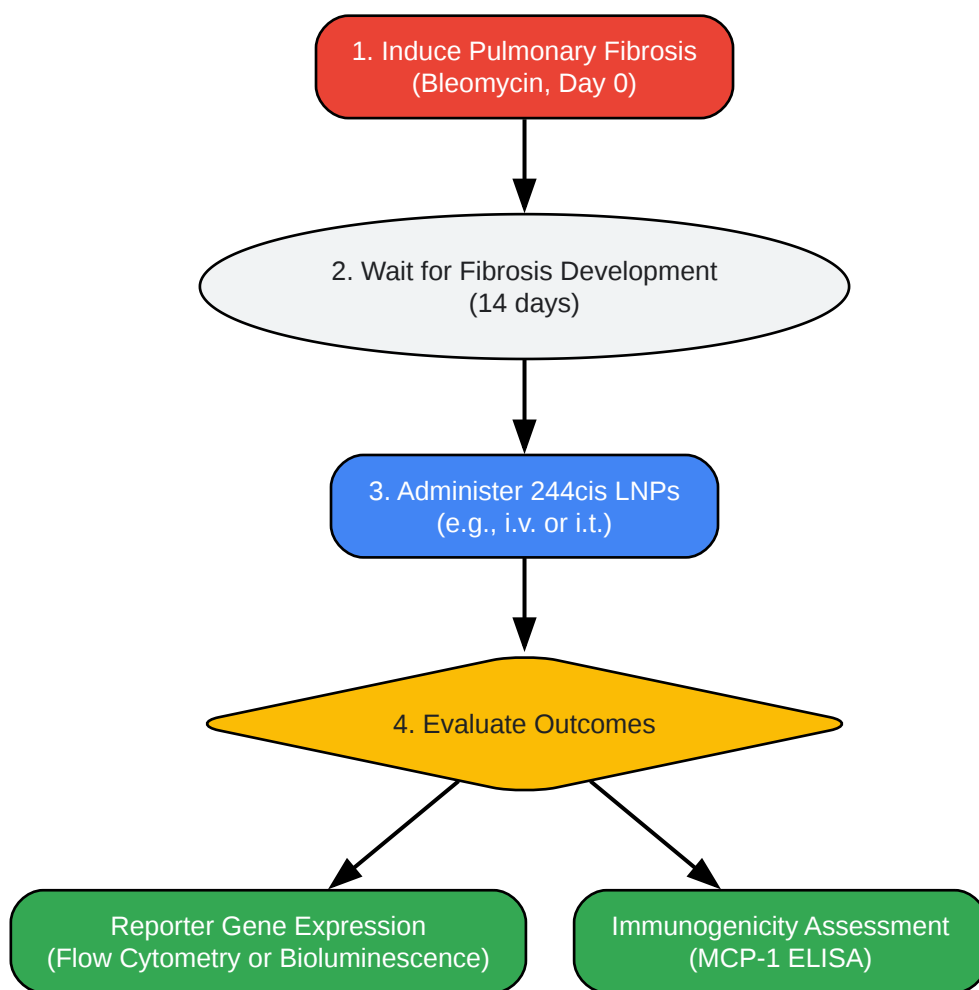 1. Induce Pulmonary Fibrosis
(Bleomycin, Day 0)
2. Wait for Fibrosis Development
(14 days)
3. Administer 244cis LNPs
(e.g., i.v. or i.t.)
4. Evaluate Outcomes
Reporter Gene Expression
(Flow Cytometry or Bioluminescence)
Immunogenicity Assessment
(MCP-1 ELISA)